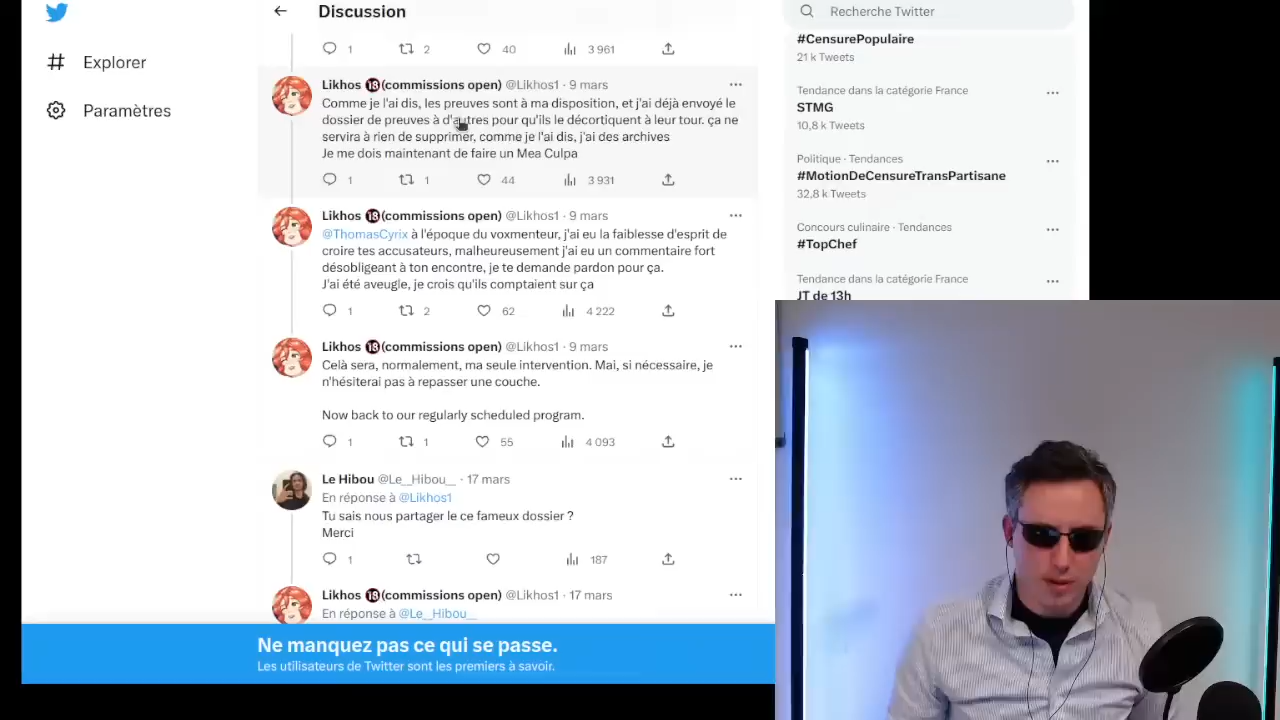 Explorer
Paramètres
Discussion
1 2 40 3 961
Likhos 🔞(commissions open) @Likhos1 · 9 mars
Comme je l'ai dis, les preuves sont à ma disposition, et j'ai déjà envoyé le
dossier de preuves à d'autres pour qu'ils le décortiquent à leur tour. ça ne
servira à rien de supprimer, comme je l'ai dis, j'ai des archives
Je me dois maintenant de faire un Mea Culpa
1 1 44 3 931
Likhos 🔞(commissions open) @Likhos1 · 9 mars
@ThomasCyrix à l'époque du voxmenteur, j'ai eu la faiblesse d'esprit de
croire tes accusateurs, malheureusement j'ai eu un commentaire fort
désobligeant à ton encontre, je te demande pardon pour ça.
J'ai été aveugle, je crois qu'ils comptaient sur ça
1 2 62 4 222
Likhos 🔞(commissions open) @Likhos1 · 9 mars
Celà sera, normalement, ma seule intervention. Mai, si nécessaire, je
n'hésiterai pas à repasser une couche.
Now back to our regularly scheduled program.
1 1 55 4 093
Le Hibou @Le__Hibou__ · 17 mars
En réponse à @Likhos1
Tu sais nous partager le ce fameux dossier ?
Merci
1 187
Likhos 🔞(commissions open) @Likhos1 · 17 mars
En réponse à @Le__Hibou__
Ne manquez pas ce qui se passe.
Les utilisateurs de Twitter sont les premiers à savoir.
Recherche Twitter
#CensurePopulaire
21 k Tweets
Tendance dans la catégorie France
STMG
10,8 k Tweets
Politique · Tendances
#MotionDeCensureTransPartisane
32,8 k Tweets
Concours culinaire · Tendances
#TopChef
Tendance dans la catégorie France
JT de 13h